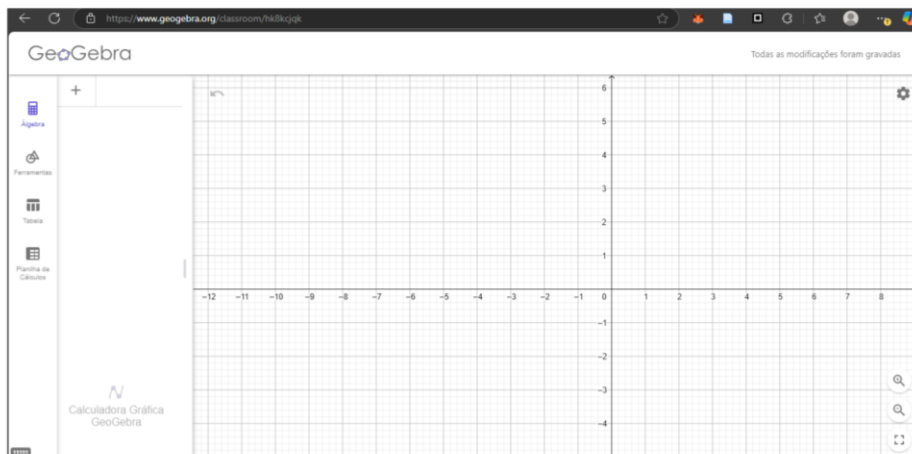 https://www.geogebra.org/classroom/hk8kcjqk
GeoGebra
Todas as modificações foram gravadas
+
Álgebra
Ferramentas
Tabela
Planilha de
Cálculos
Calculadora Gráfica
GeoGebra
6
5
4
3
2
1
−12 −11 −10 −9 −8 −7 −6 −5 −4 −3 −2 −1 0 1 2 3 4 5 6 7 8
−1
−2
−3
−4